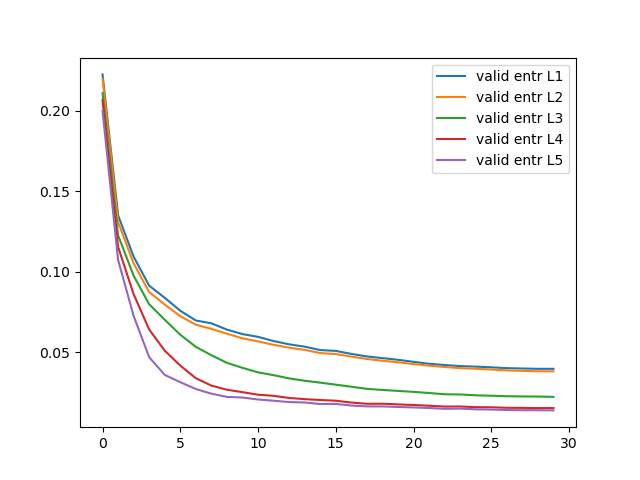 valid entr L1
valid entr L2
valid entr L3
valid entr L4
valid entr L5
0.20
0.15
0.10
0.05
0 5 10 15 20 25 30